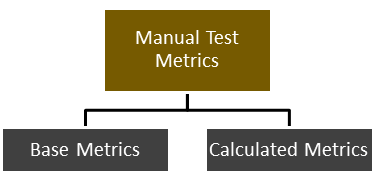 Manual Test
Metrics
Base Metrics
Calculated Metrics